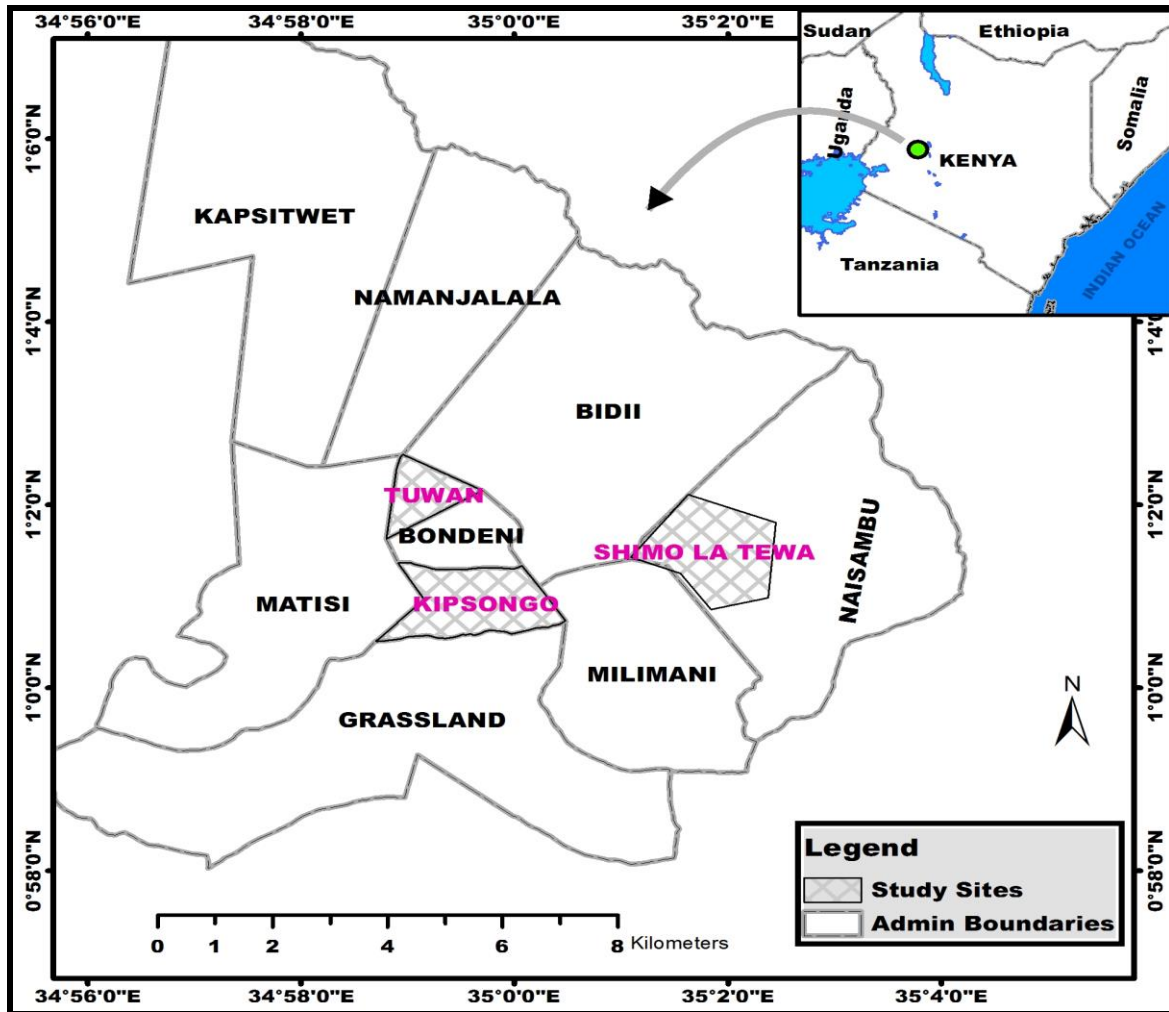 34°56'0"E 34°58'0"E 35°0'0"E 35°2'0"E
Sudan
Ethiopia
Uganda
Somalia
KENYA
Tanzania
INDIAN OCEAN
1°6'0"N
KAPSITWET
NAMANJALALA
1°4'0"N
1°4'0
BIDII
1°2'0"N
1°2'0"N
TUWAN
BONDENI
SHIMO LA TEWA
NAISAMBU
MATISI
KIPSONGO
MILIMANI
1°0'0"N
1°0'0"N
GRASSLAND
N
0°58'0"N
0°58'0"N
Legend
Study Sites
Admin Boundaries
0 1 2 4 6 8 Kilometers
34°56'0"E 34°58'0"E 35°0'0"E 35°2'0"E 35°4'0"E